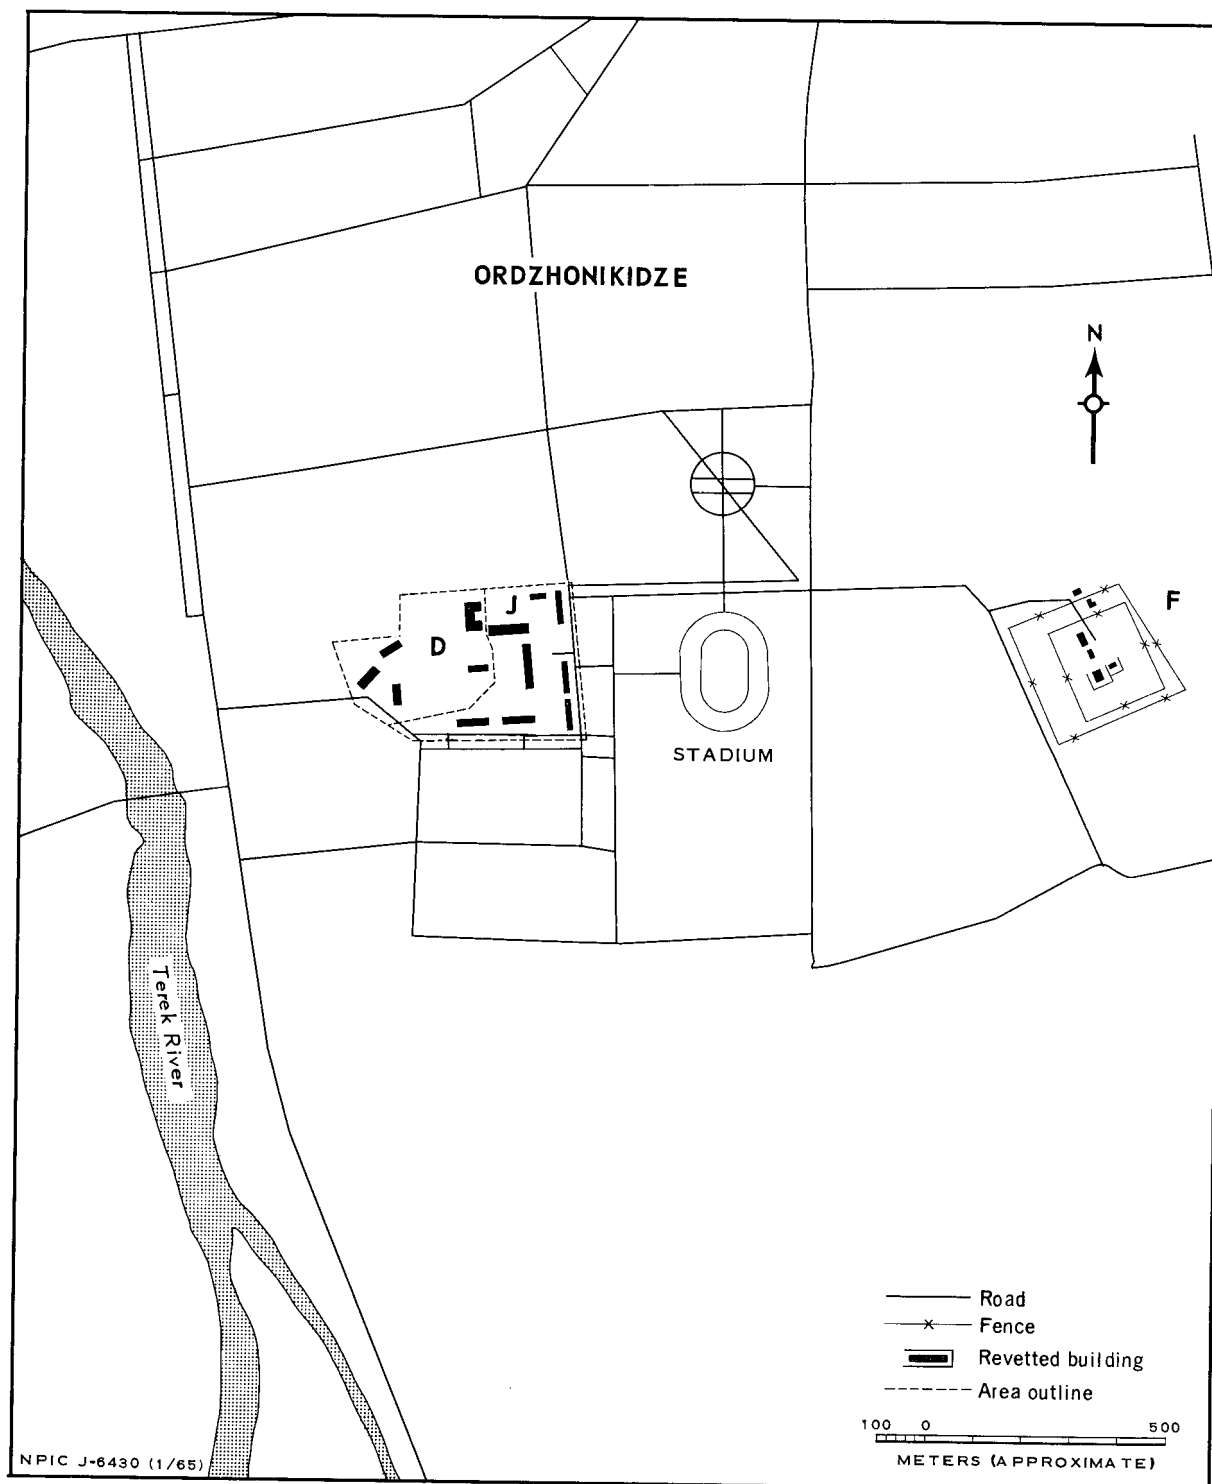 ORDZHONIKIDZE
N
J
F
D
STADIUM
Terek River
Road
Fence
Revetted building
Area outline
100 0 500
METERS (APPROXIMATE)
NPIC J-6430 (1/65)